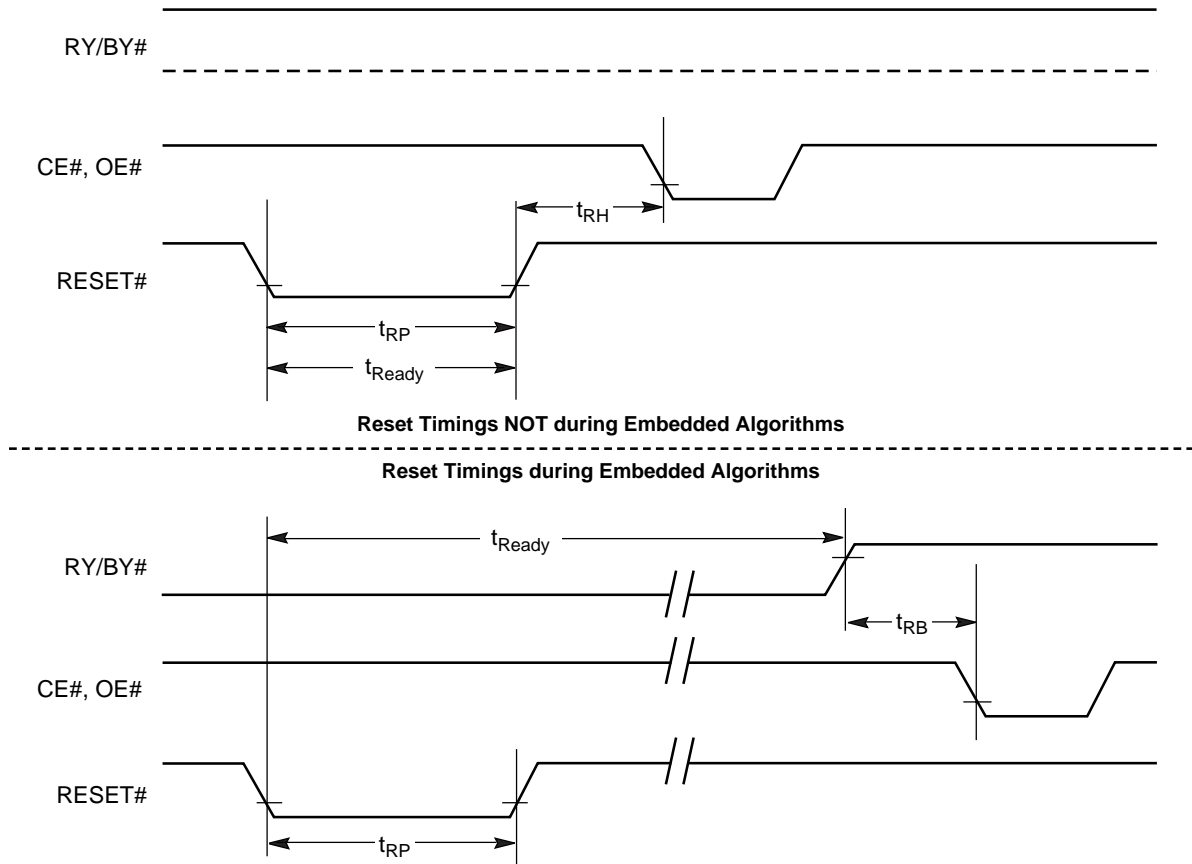 RY/BY#
CE#, OE#
tRH
RESET#
tRP
tReady
Reset Timings NOT during Embedded Algorithms
Reset Timings during Embedded Algorithms
tReady
RY/BY#
tRB
CE#, OE#
RESET#
tRP